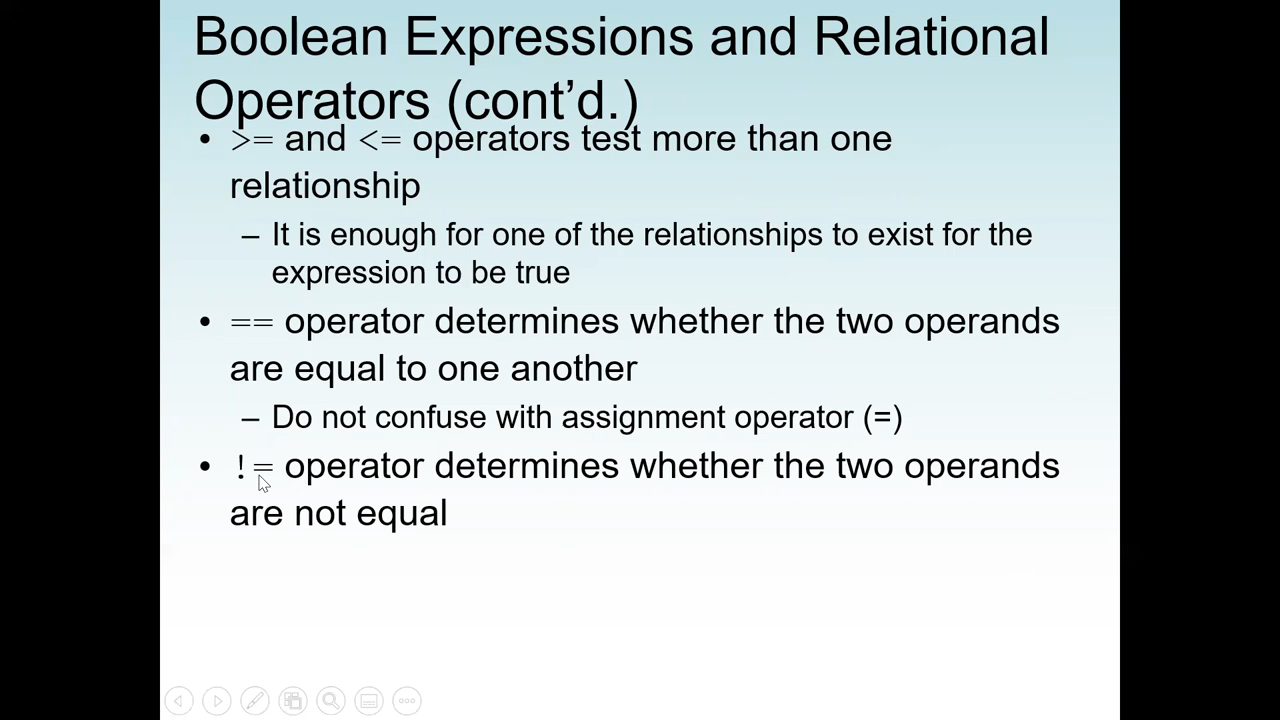 Boolean Expressions and Relational
Operators (cont’d.)
• >= and <= operators test more than one
relationship
– It is enough for one of the relationships to exist for the
expression to be true
• == operator determines whether the two operands
are equal to one another
– Do not confuse with assignment operator (=)
• != operator determines whether the two operands
are not equal